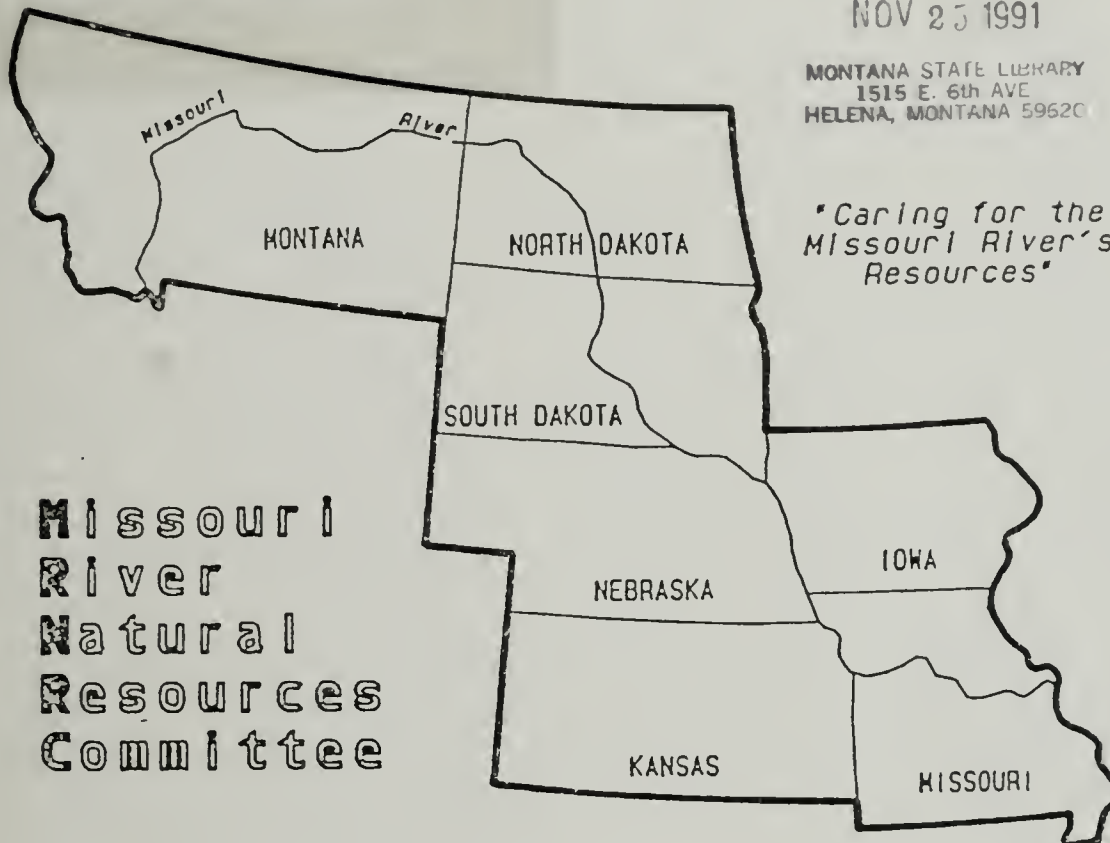 NOV 25 1991
MONTANA STATE LIBRARY
1515 E. 6th AVE
HELENA, MONTANA 59620
Missouri
River
"Caring for the
Missouri River's
Resources"
MONTANA
NORTH DAKOTA
SOUTH DAKOTA
Missouri
River
Natural
Resources
Committee
IOWA
NEBRASKA
KANSAS
MISSOURI